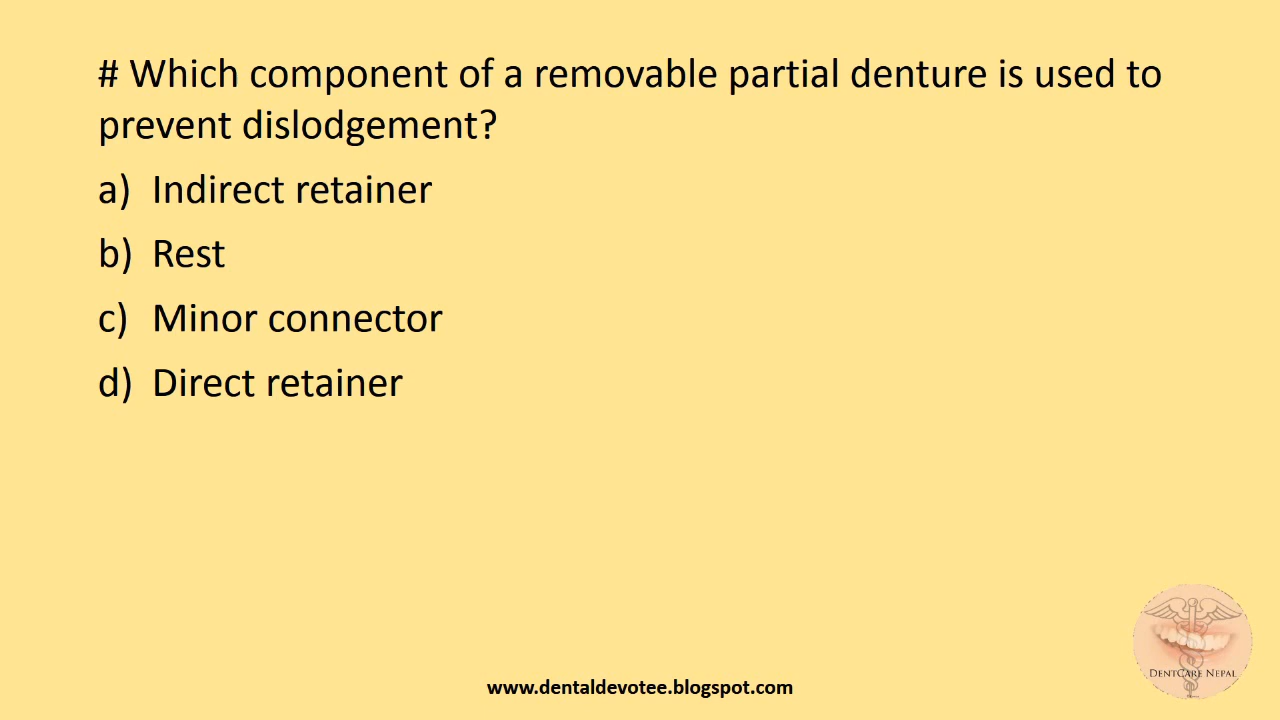 # Which component of a removable partial denture is used to
prevent dislodgement?
a) Indirect retainer
b) Rest
c) Minor connector
d) Direct retainer
DentCare Nepal
www.dentaldevotee.blogspot.com